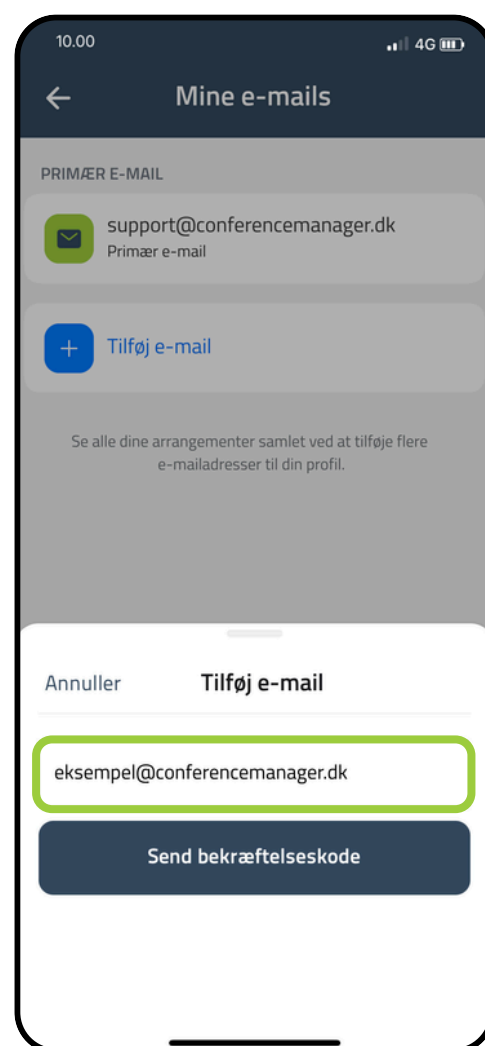 10.00
4G
Mine e-mails
PRIMÆR E-MAIL
support@conferencemanager.dk
Primær e-mail
Tilføj e-mail
Se alle dine arrangementer samlet ved at tilføje flere
e-mailadresser til din profil.
Annuller
Tilføj e-mail
eksempel@conferencemanager.dk
Send bekræftelseskode